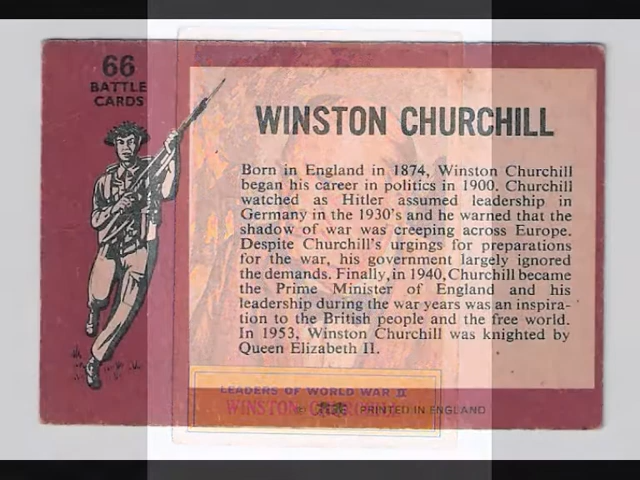 66
BATTLE
CARDS
WINSTON CHURCHILL
Born in England in 1874, Winston Churchill
began his career in politics in 1900. Churchill
watched as Hitler assumed leadership in
Germany in the 1930's and he warned that the
shadow of war was creeping across Europe.
Despite Churchill's urgings for preparations
for the war, his government largely ignored
the demands. Finally, in 1940, Churchill became
the Prime Minister of England and his
leadership during the war years was an inspira-
tion to the British people and the free world.
In 1953, Winston Churchill was knighted by
Queen Elizabeth II.
LEADERS OF WORLD WAR II
WINSTON CHURCHILL
PRINTED IN ENGLAND